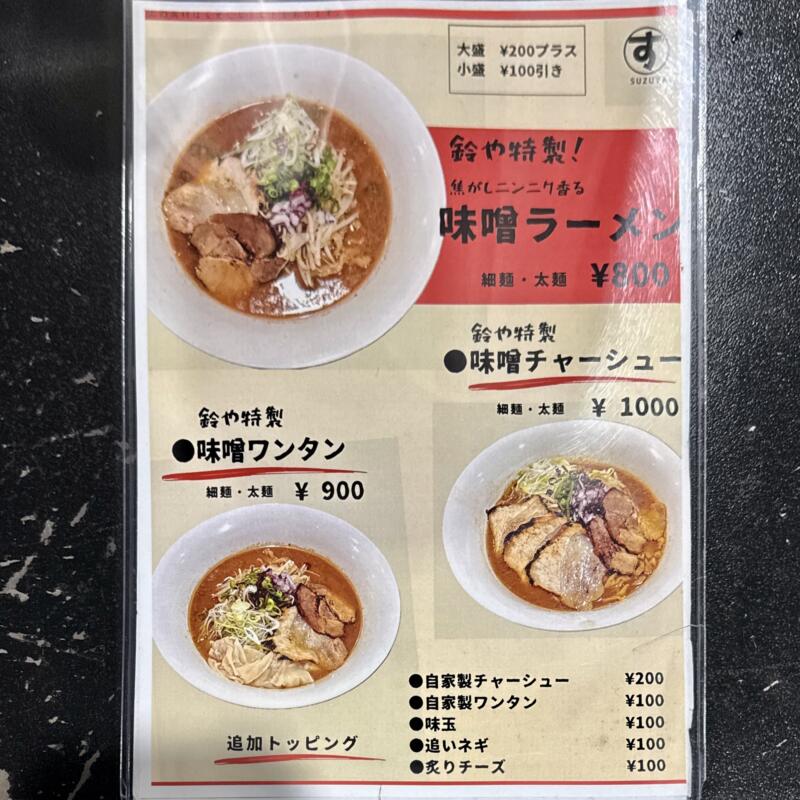 大盛 ¥200プラス
小盛 ¥100引き
す
SUZUYA
鈴や特製!
焦がしニンニク香る
味噌ラーメン
細麺・太麺 ¥800
鈴や特製
●味噌チャーシュー
細麺・太麺 ¥ 1000
鈴や特製
●味噌ワンタン
細麺・太麺 ¥ 900
追加トッピング
●自家製チャーシュー ¥200
●自家製ワンタン ¥100
●味玉 ¥100
●追いネギ ¥100
●炙りチーズ ¥100